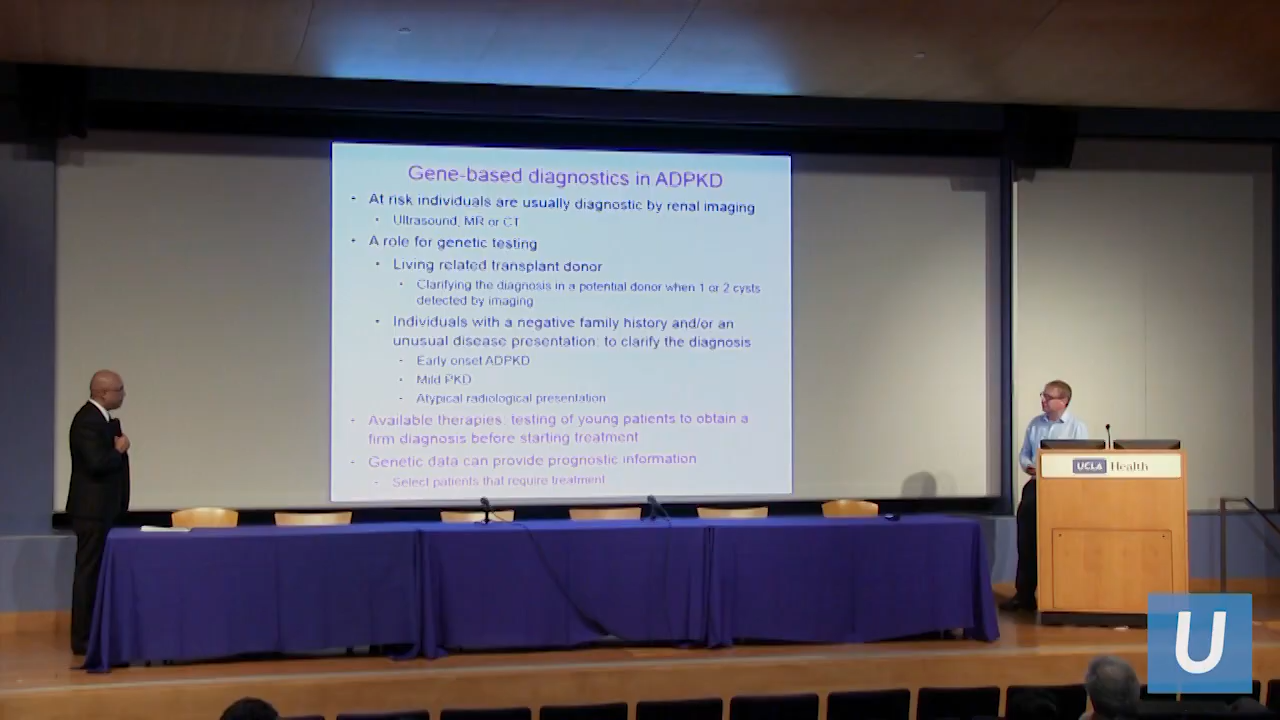 Gene-based diagnostics in ADPKD
- At risk individuals are usually diagnostic by renal imaging
- Ultrasound, MR or CT
- A role for genetic testing
- Living related transplant donor
- Clarifying the diagnosis in a potential donor when 1 or 2 cysts
detected by imaging
- Individuals with a negative family history and/or an
unusual disease presentation: to clarify the diagnosis
- Early onset ADPKD
- Mild PKD
- Atypical radiological presentation
- Available therapies: testing of young patients to obtain a
firm diagnosis before starting treatment
- Genetic data can provide prognostic information
- Select patients that require treatment
UCLA Health
U